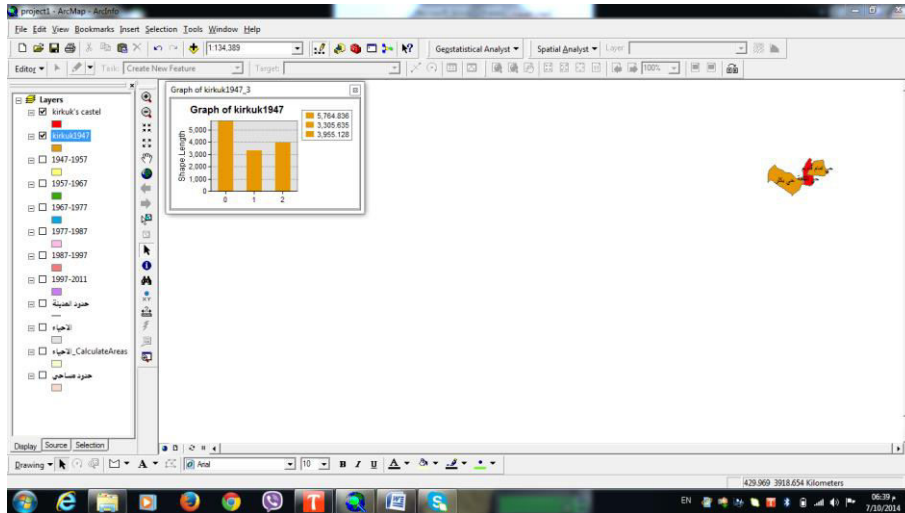 project1 - ArcMap - ArcInfo
File Edit View Bookmarks Insert Selection Tools Window Help
1:134,389 Geostatistical Analyst Spatial Analyst Layer:
Editor Task: Create New Feature Target: 100%
Layers
kirkuk's castel
kirkuk1947
1947-1957
1957-1967
1967-1977
1977-1987
1987-1997
1997-2011
حدود المدينة
الاحياء
الاحياء_CalculateAreas
حدود مساحي
Graph of kirkuk1947_3
Graph of kirkuk1947
Shape_Length
5,000
4,000
3,000
2,000
1,000
0
0 1 2
5,764.836
3,305.635
3,955.128
Display Source Selection
Drawing A Arial 10 B I U A
429.969 3918.654 Kilometers
EN 06:39 م
7/10/2014